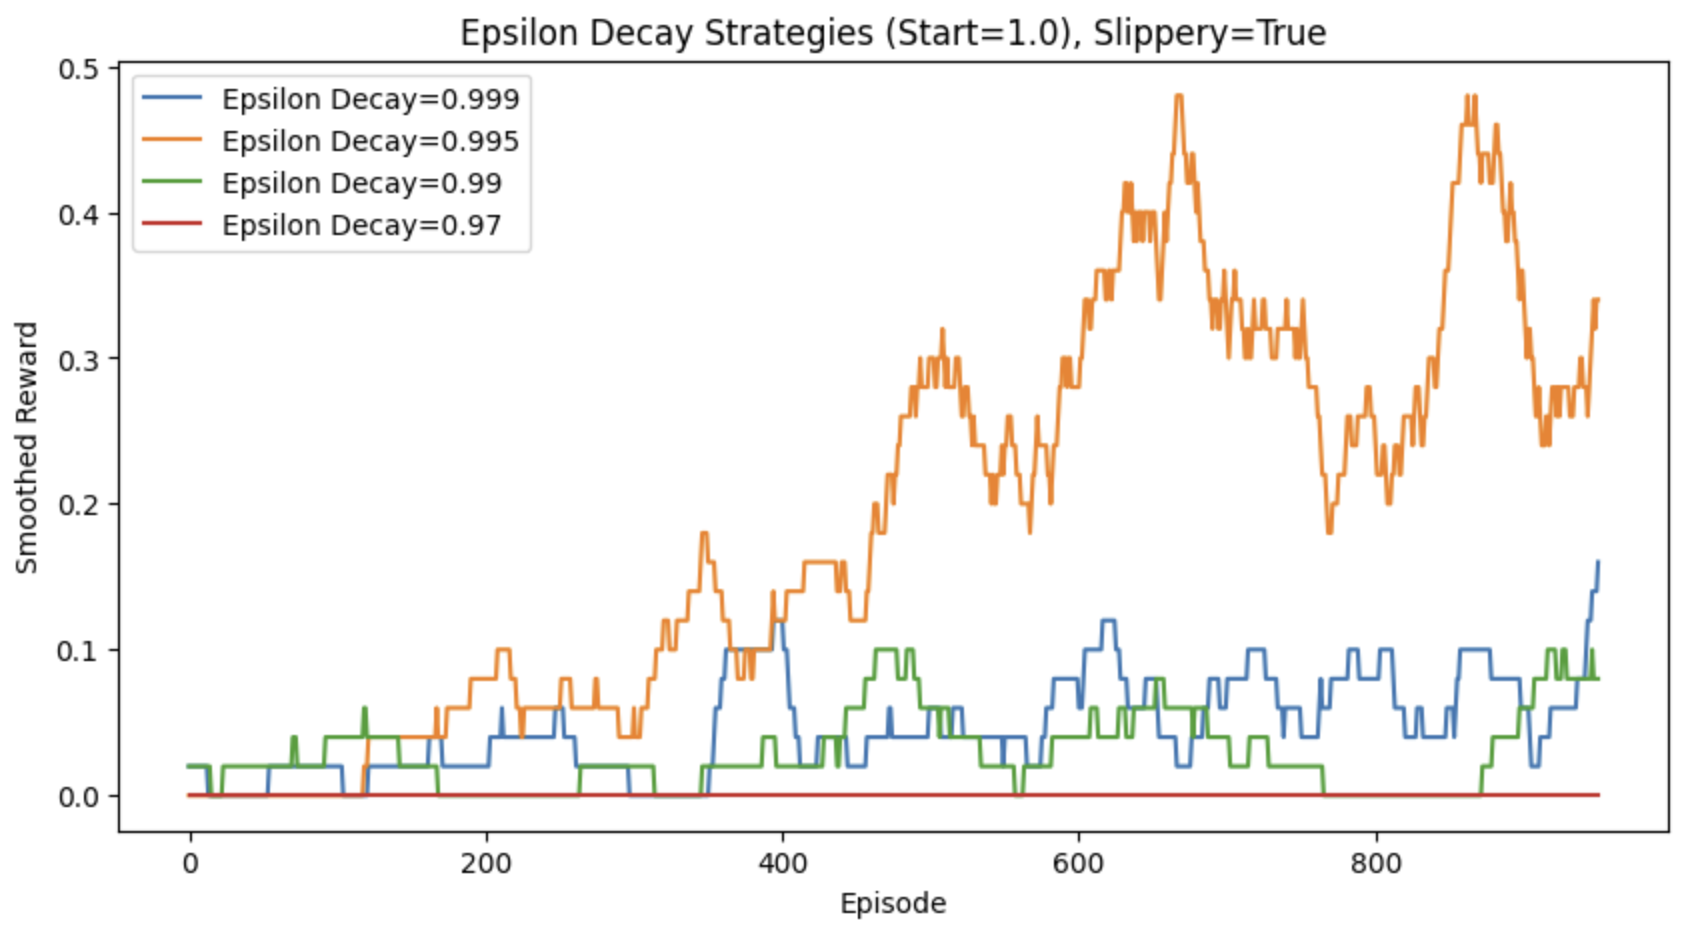 Epsilon Decay Strategies (Start=1.0), Slippery=True
Epsilon Decay=0.999
Epsilon Decay=0.995
Epsilon Decay=0.99
Epsilon Decay=0.97
Smoothed Reward
0.5
0.4
0.3
0.2
0.1
0.0
0 200 400 600 800
Episode